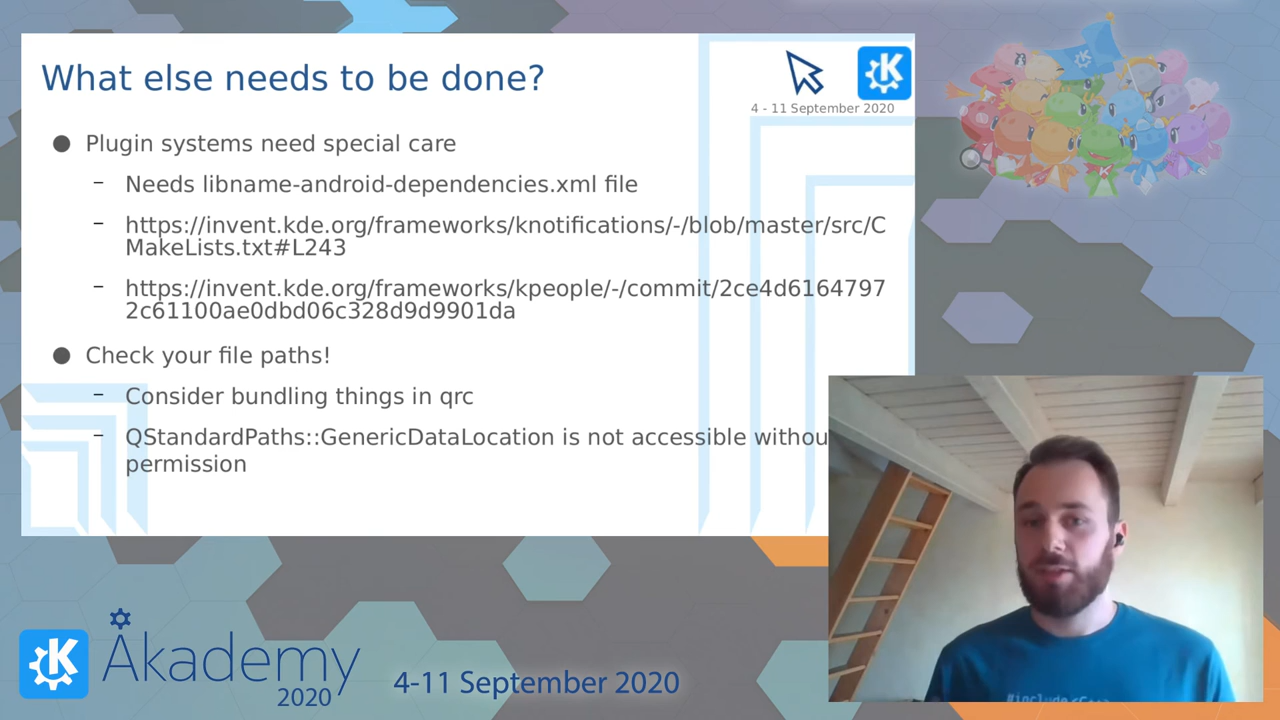 What else needs to be done?
4 - 11 September 2020
● Plugin systems need special care
– Needs libname-android-dependencies.xml file
– https://invent.kde.org/frameworks/knotifications/-/blob/master/src/C
MakeLists.txt#L243
– https://invent.kde.org/frameworks/kpeople/-/commit/2ce4d6164797
2c61100ae0dbd06c328d9d9901da
● Check your file paths!
– Consider bundling things in qrc
– QStandardPaths::GenericDataLocation is not accessible withou
permission
Akademy
2020
4-11 September 2020